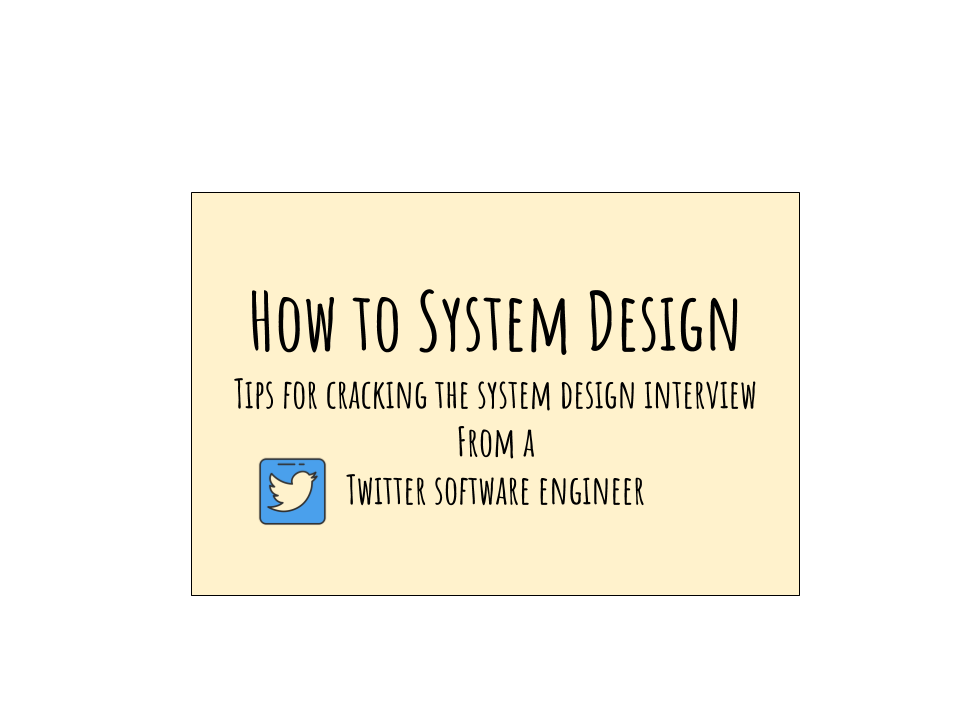 How to System Design
Tips for cracking the system design interview
From a
Twitter software engineer